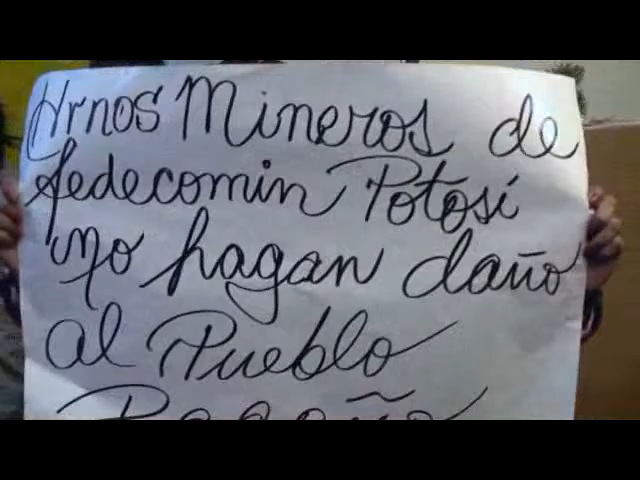 Hrnos Mineros de
fedecomin Potosí
no hagan daño
al Pueblo